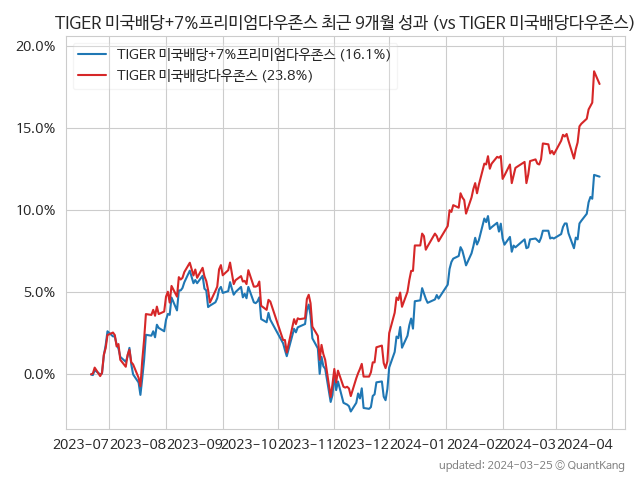 TIGER 미국배당+7%프리미엄다우존스 최근 9개월 성과 (vs TIGER 미국배당다우존스)
TIGER 미국배당+7%프리미엄다우존스 (16.1%)
TIGER 미국배당다우존스 (23.8%)
20.0%
15.0%
10.0%
5.0%
0.0%
2023-07 2023-08 2023-09 2023-10 2023-11 2023-12 2024-01 2024-02 2024-03 2024-04
updated: 2024-03-25 © QuantKang